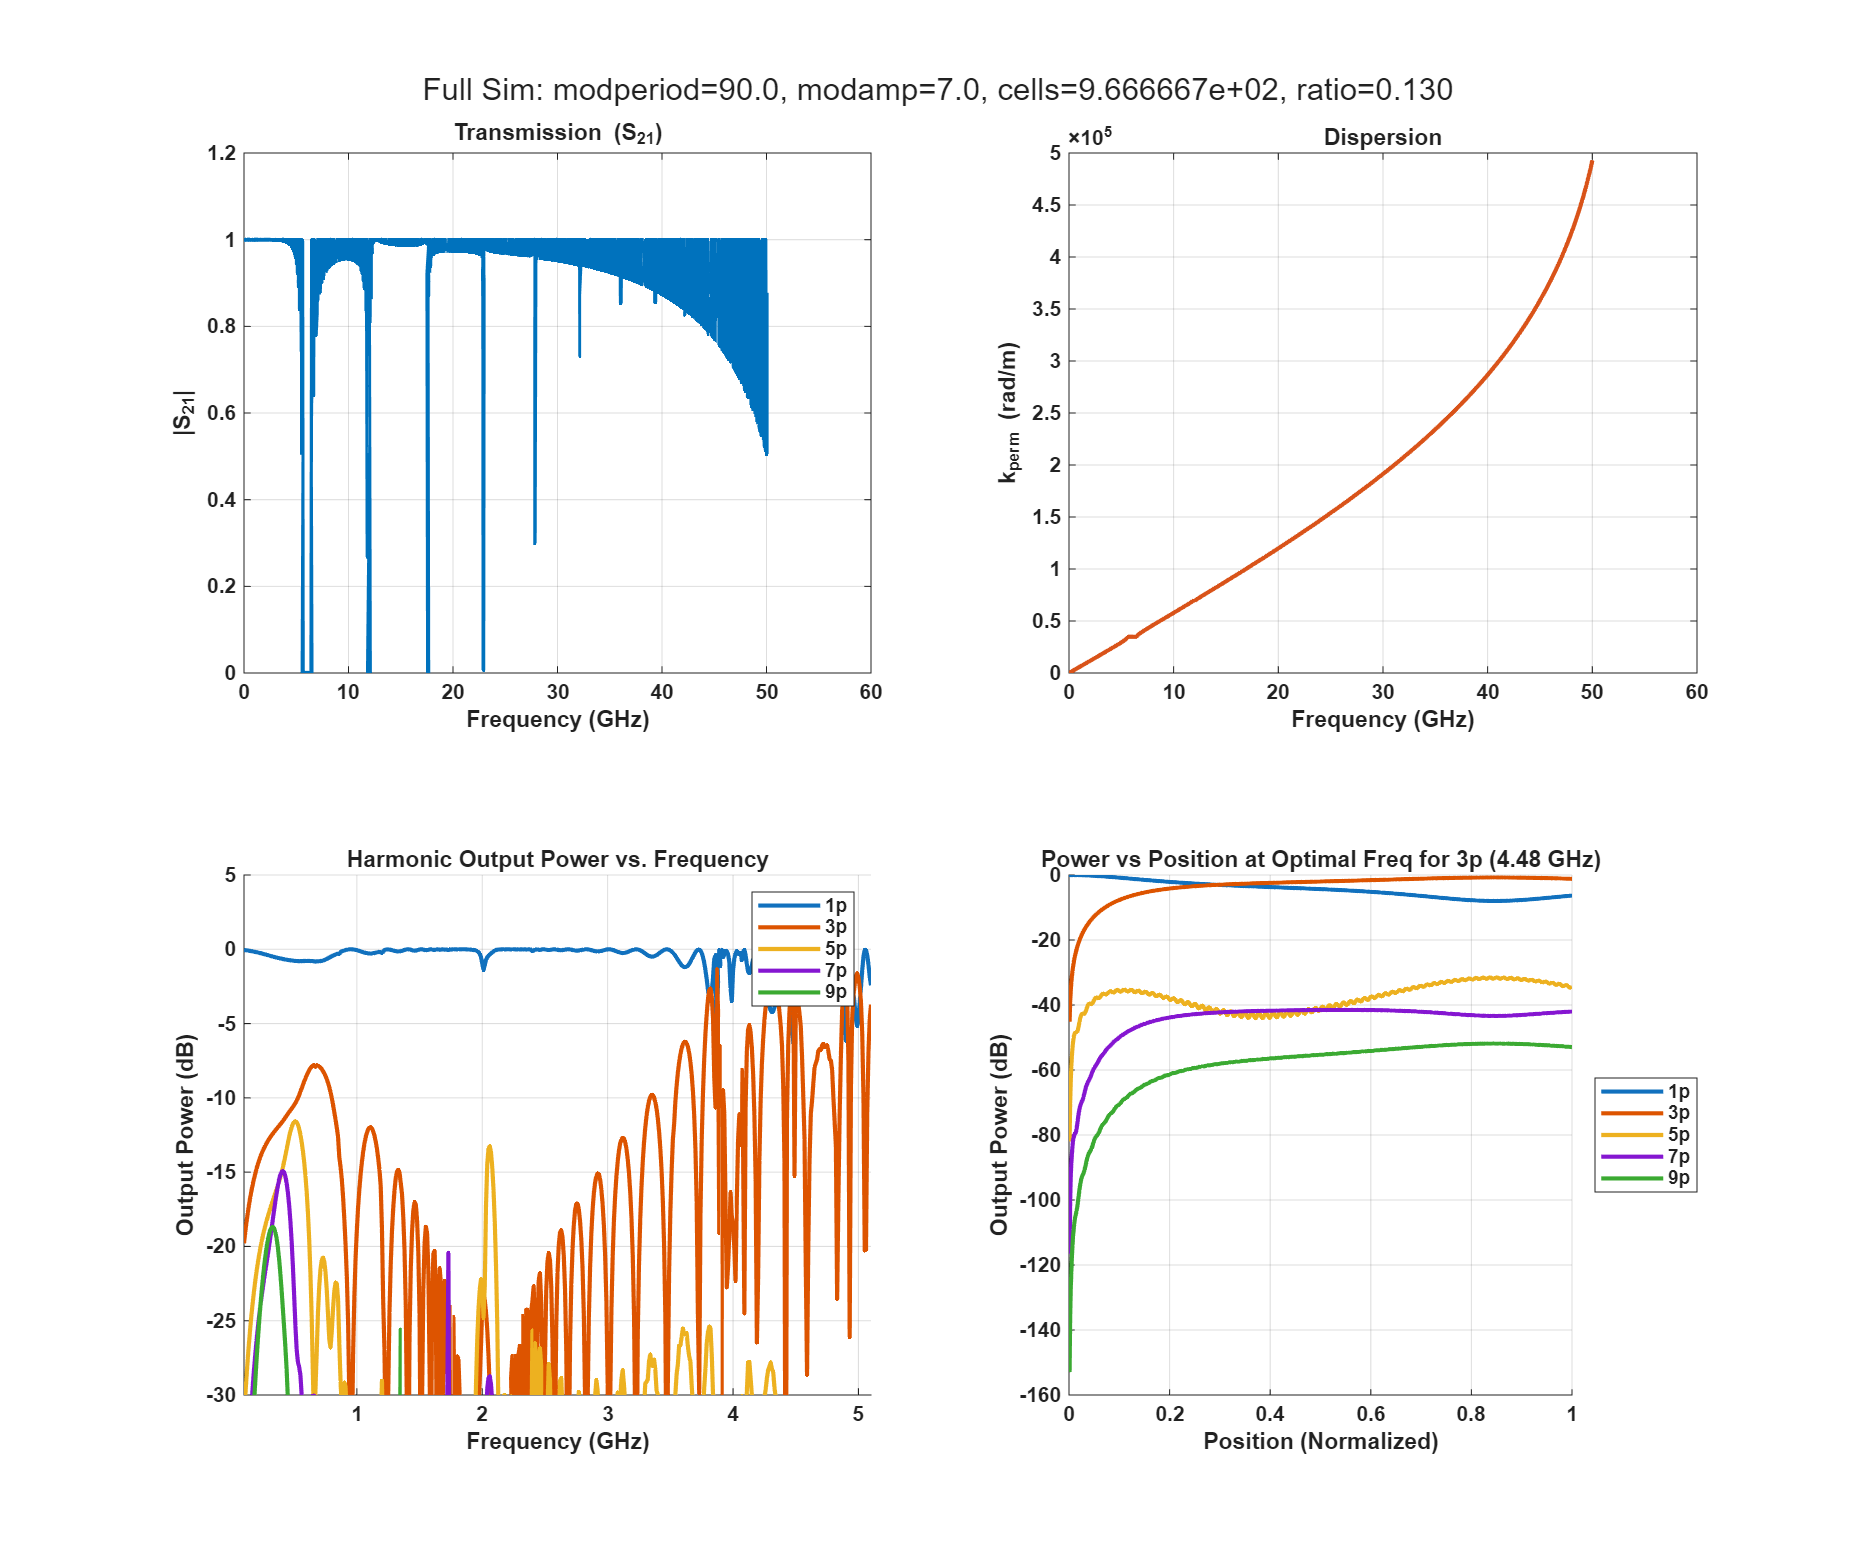 Full Sim: modperiod=90.0, modamp=7.0, cells=9.666667e+02, ratio=0.130
Transmission (S21)
1.2
1
0.8
0.6
0.4
0.2
0
|S21|
0 10 20 30 40 50 60
Frequency (GHz)
Dispersion
×10^5
5
4.5
4
3.5
3
2.5
2
1.5
1
0.5
0
kperm (rad/m)
0 10 20 30 40 50 60
Frequency (GHz)
Harmonic Output Power vs. Frequency
5
0
-5
-10
-15
-20
-25
-30
Output Power (dB)
1p
3p
5p
7p
9p
1 2 3 4 5
Frequency (GHz)
Power vs Position at Optimal Freq for 3p (4.48 GHz)
0
-20
-40
-60
-80
-100
-120
-140
-160
Output Power (dB)
0 0.2 0.4 0.6 0.8 1
Position (Normalized)
1p
3p
5p
7p
9p